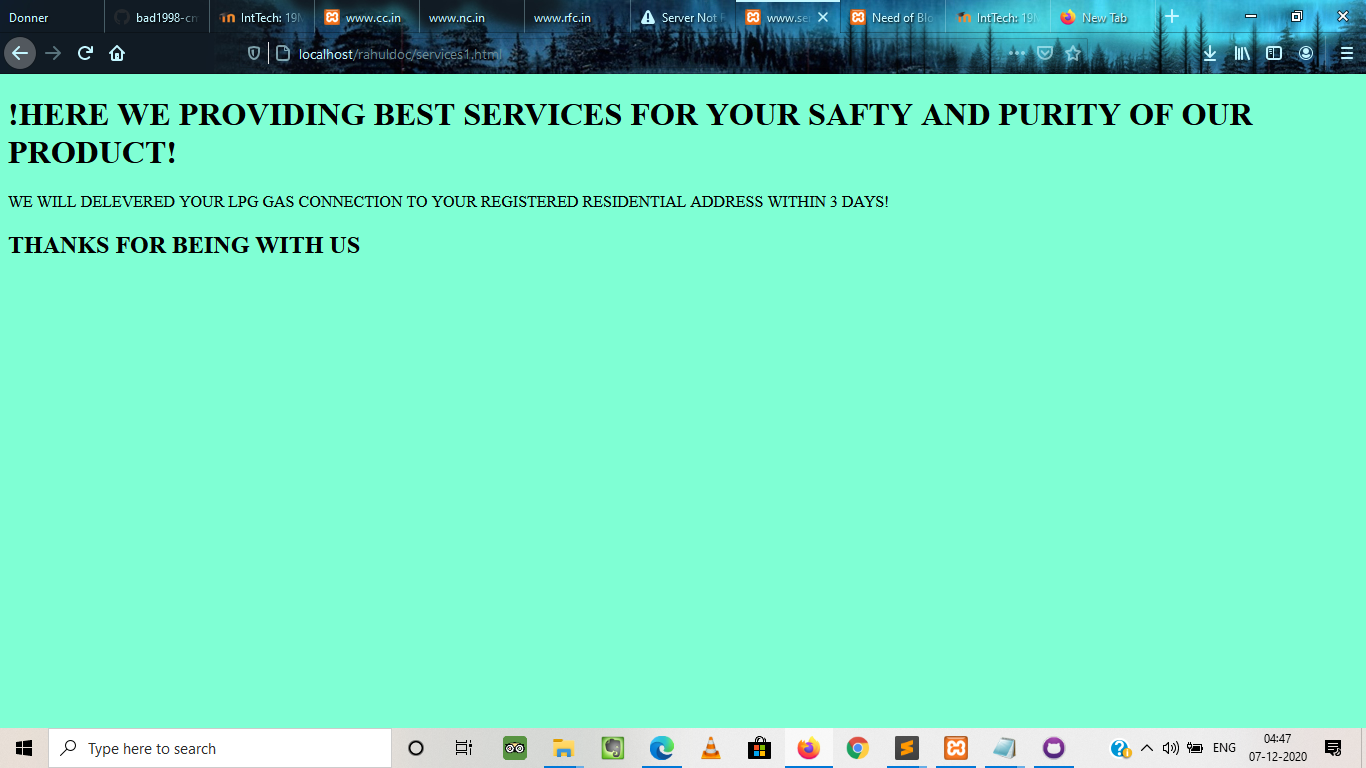 Donner bad1998-cr IntTech: 19 www.cc.in www.nc.in www.rfc.in Server Not www.se Need of Blo IntTech: 19 New Tab
localhost/rahuldoc/services1.html
!HERE WE PROVIDING BEST SERVICES FOR YOUR SAFTY AND PURITY OF OUR
PRODUCT!
WE WILL DELEVERED YOUR LPG GAS CONNECTION TO YOUR REGISTERED RESIDENTIAL ADDRESS WITHIN 3 DAYS!
THANKS FOR BEING WITH US
Type here to search
ENG
04:47
07-12-2020